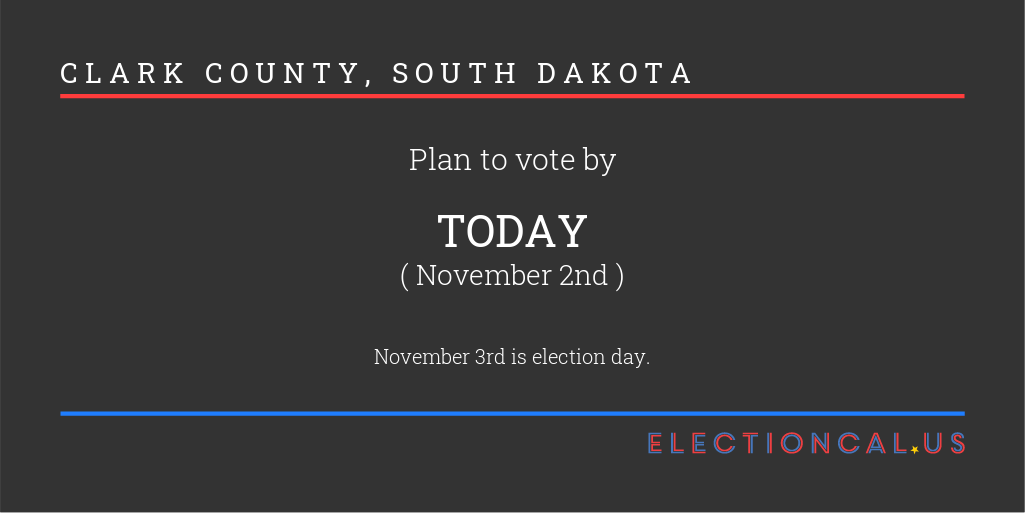 CLARK COUNTY, SOUTH DAKOTA
Plan to vote by
TODAY
( November 2nd )
November 3rd is election day.
ELECTIONCAL.US